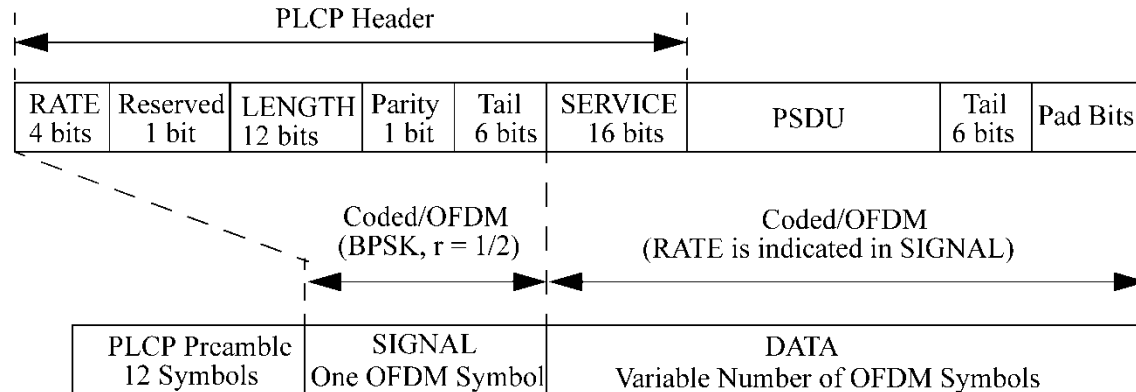 PLCP Header
RATE Reserved LENGTH Parity Tail SERVICE PSDU Tail Pad Bits
4 bits 1 bit 12 bits 1 bit 6 bits 16 bits 6 bits
Coded/OFDM Coded/OFDM
(BPSK, r = 1/2) (RATE is indicated in SIGNAL)
PLCP Preamble SIGNAL DATA
12 Symbols One OFDM Symbol Variable Number of OFDM Symbols